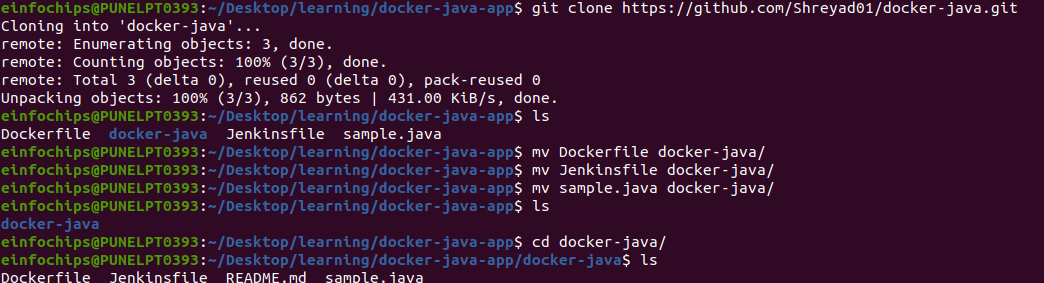 einfochips@PUNELPT0393:~/Desktop/learning/docker-java-app$ git clone https://github.com/Shreyad01/docker-java.git
Cloning into 'docker-java'...
remote: Enumerating objects: 3, done.
remote: Counting objects: 100% (3/3), done.
remote: Total 3 (delta 0), reused 0 (delta 0), pack-reused 0
Unpacking objects: 100% (3/3), 862 bytes | 431.00 KiB/s, done.
einfochips@PUNELPT0393:~/Desktop/learning/docker-java-app$ ls
Dockerfile  docker-java  Jenkinsfile  sample.java
einfochips@PUNELPT0393:~/Desktop/learning/docker-java-app$ mv Dockerfile docker-java/
einfochips@PUNELPT0393:~/Desktop/learning/docker-java-app$ mv Jenkinsfile docker-java/
einfochips@PUNELPT0393:~/Desktop/learning/docker-java-app$ mv sample.java docker-java/
einfochips@PUNELPT0393:~/Desktop/learning/docker-java-app$ ls
docker-java
einfochips@PUNELPT0393:~/Desktop/learning/docker-java-app$ cd docker-java/
einfochips@PUNELPT0393:~/Desktop/learning/docker-java-app/docker-java$ ls
Dockerfile  Jenkinsfile  README.md  sample.java